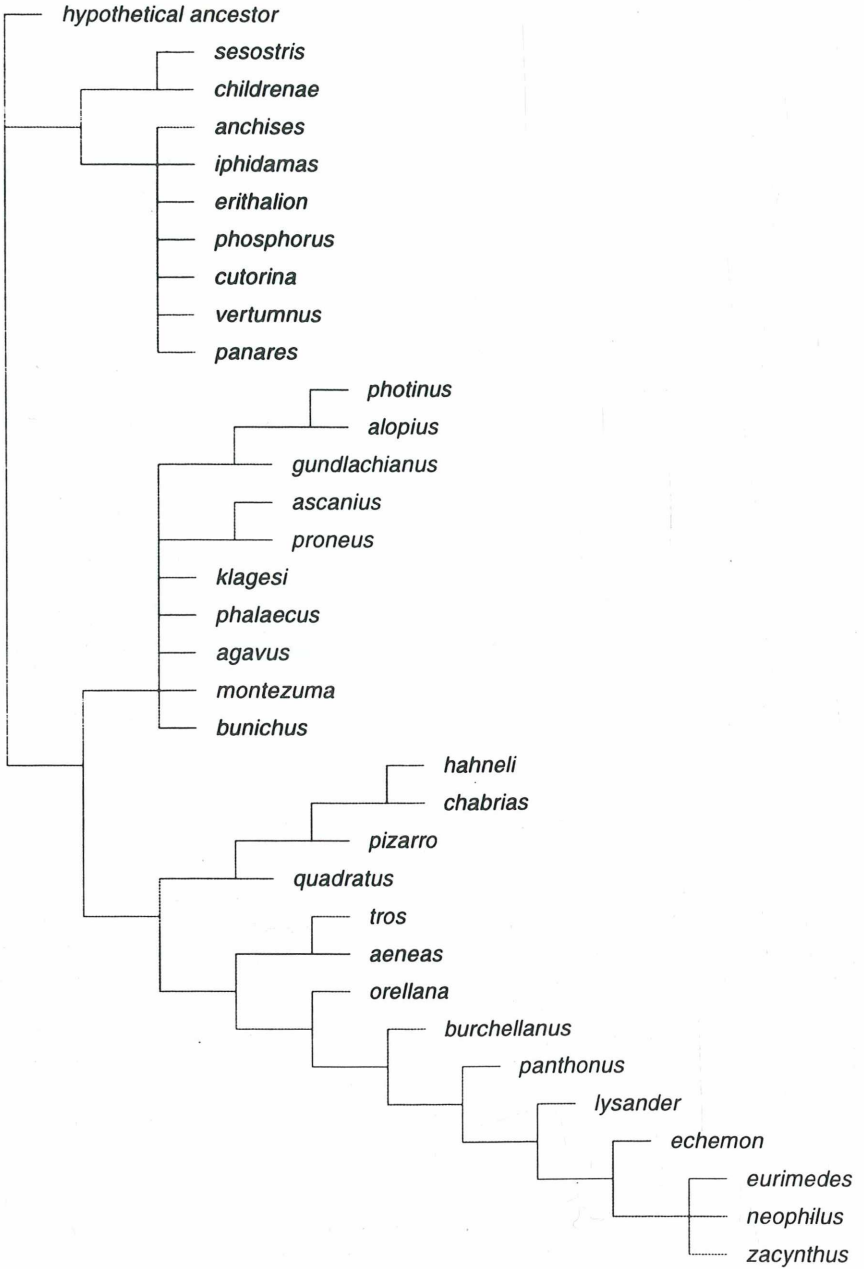 hypothetical ancestor
sesostris
childrenae
anchises
iphidamas
erithalion
phosphorus
cutorina
vertumnus
panares
photinus
alopius
gundlachianus
ascanius
proneus
klagesi
phalaecus
agavus
montezuma
bunichus
hahneli
chabrias
pizarro
quadratus
tros
aeneas
orellana
burchellanus
panthonus
lysander
echemon
eurimedes
neophilus
zacynthus